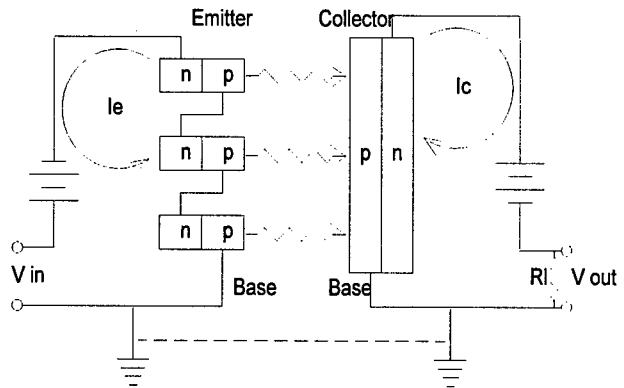 Emitter
Collector
n p
Ie
Ic
n p
p n
n p
V in
Base
Base
Rl
V out